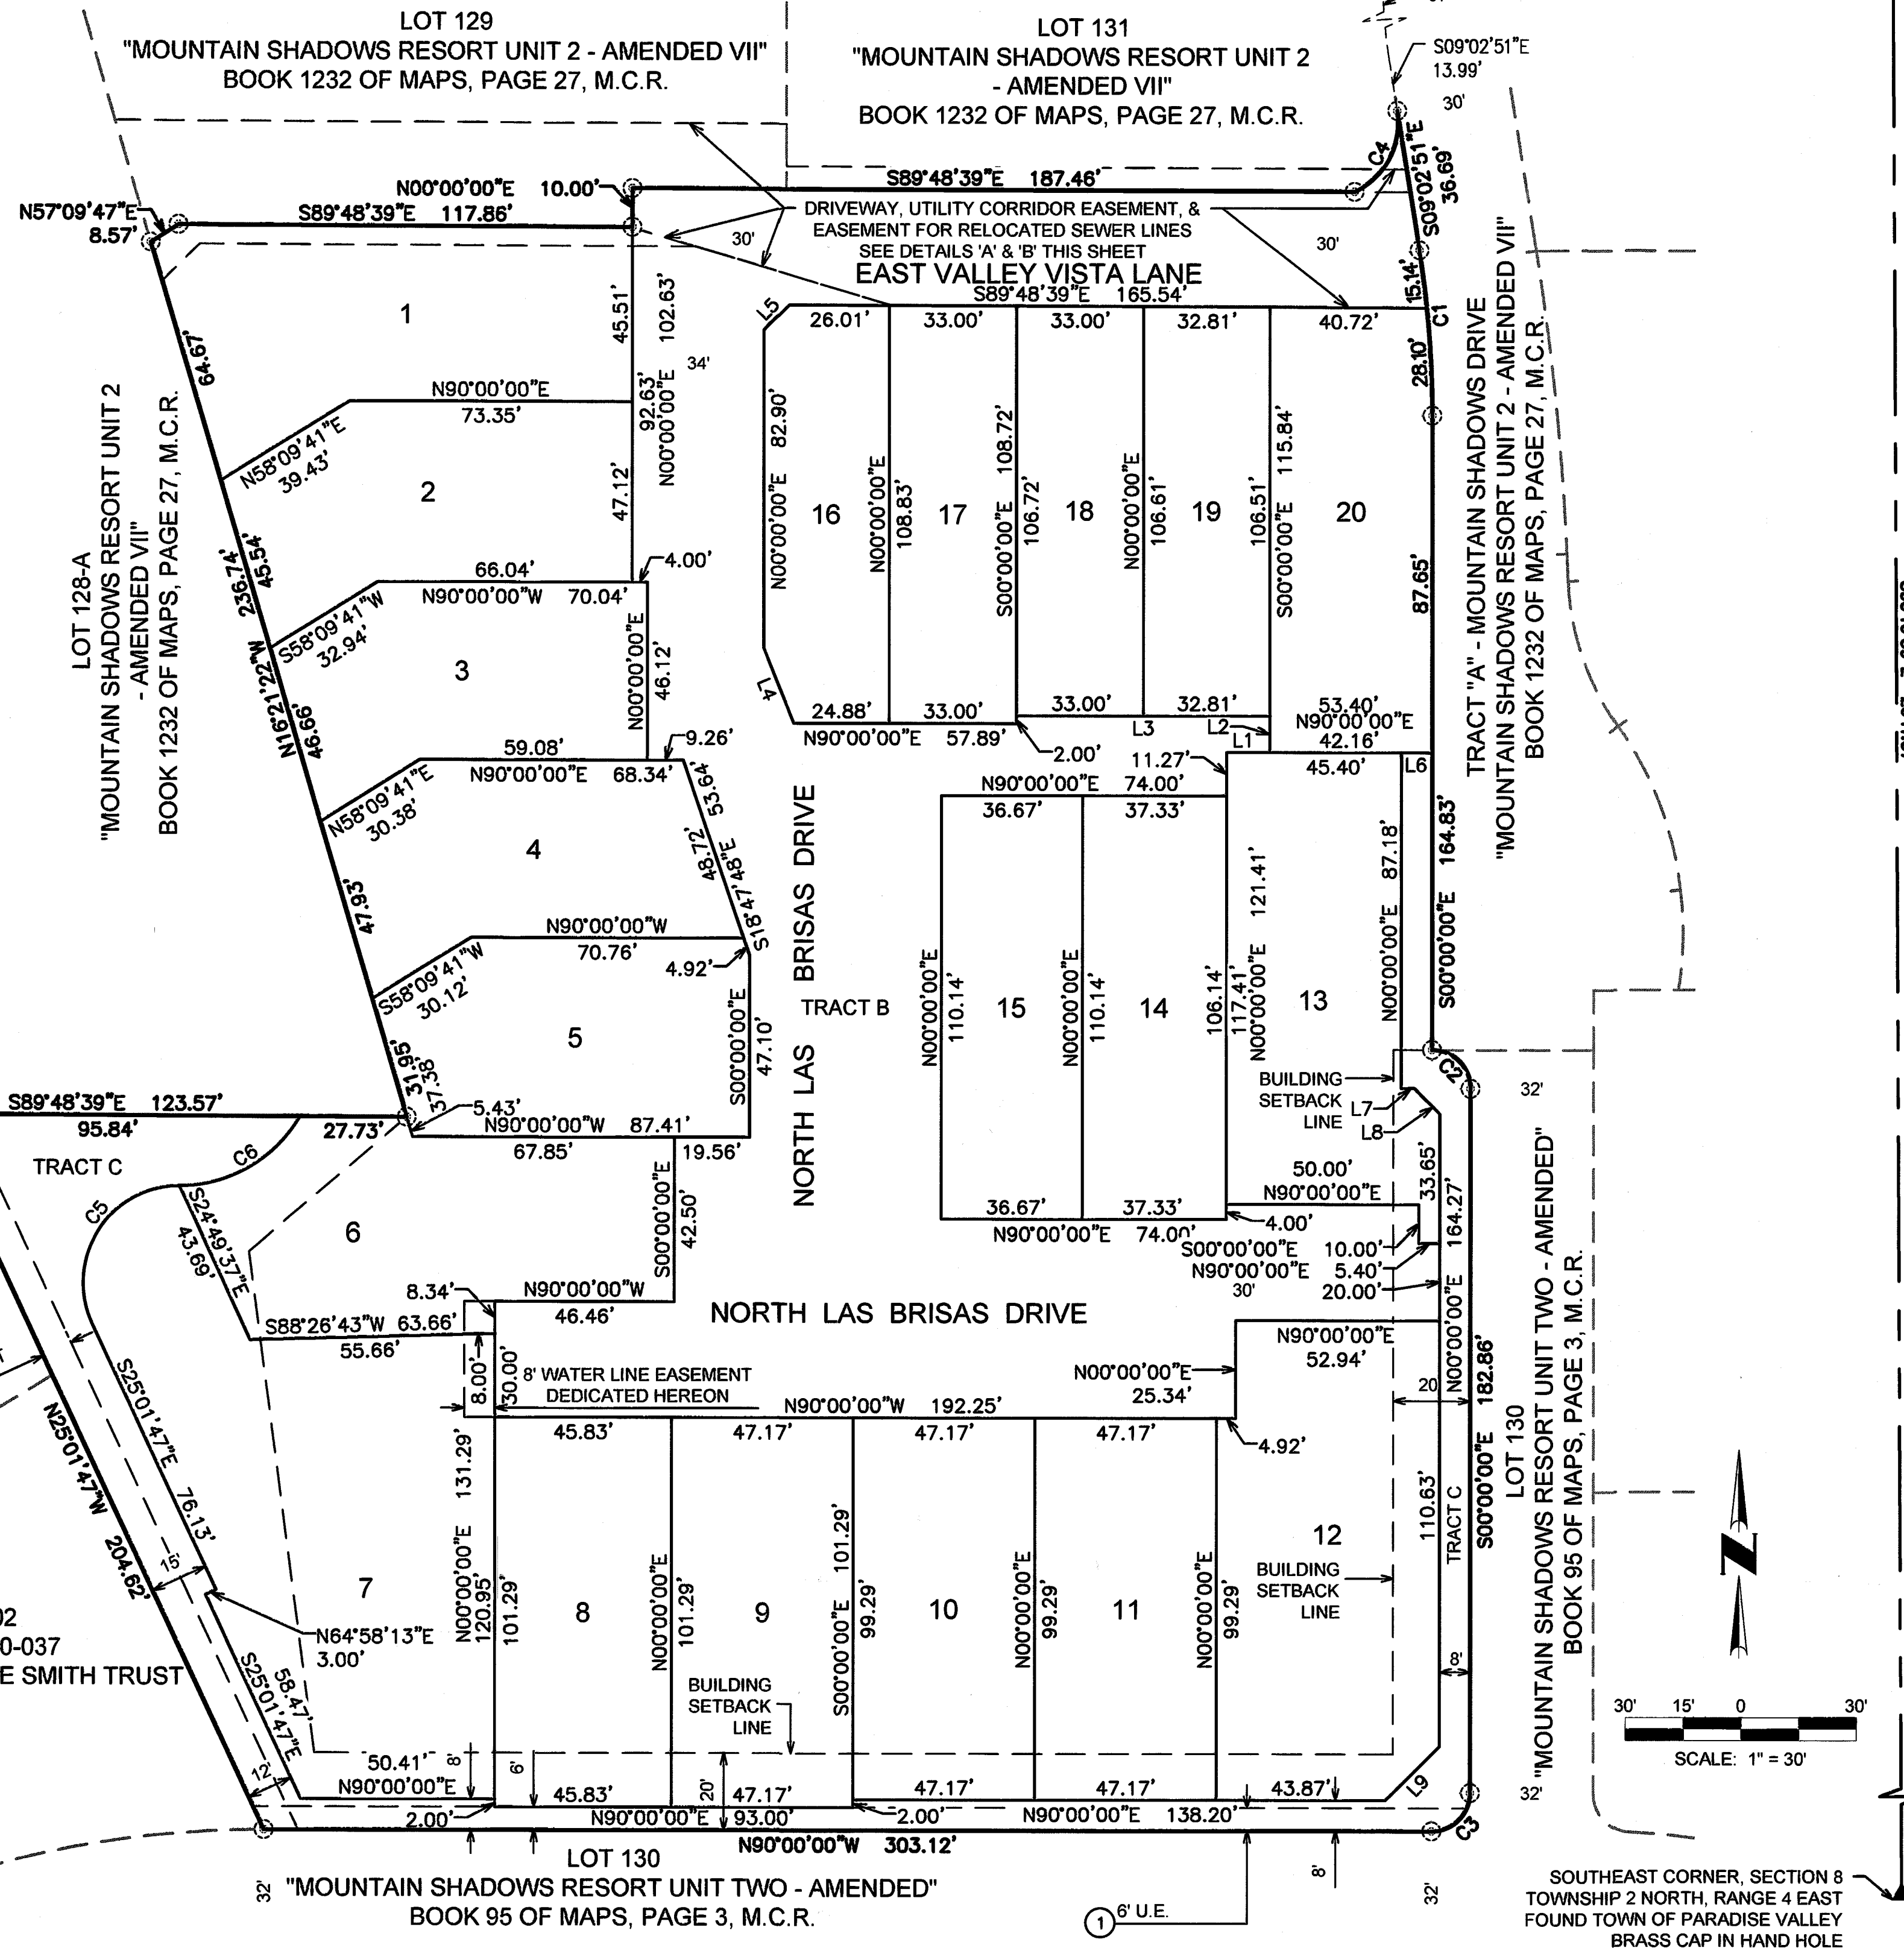 LOT 129
"MOUNTAIN SHADOWS RESORT UNIT 2 - AMENDED VII"
BOOK 1232 OF MAPS, PAGE 27, M.C.R.
LOT 131
"MOUNTAIN SHADOWS RESORT UNIT 2
- AMENDED VII"
BOOK 1232 OF MAPS, PAGE 27, M.C.R.
S09°02'51"E
13.99'
30'
C4
S09°02'51"E
36.69'
N57°09'47"E
8.57'
S89°48'39"E 117.86'
N00°00'00"E 10.00'
S89°48'39"E 187.46'
DRIVEWAY, UTILITY CORRIDOR EASEMENT, &
EASEMENT FOR RELOCATED SEWER LINES
SEE DETAILS 'A' & 'B' THIS SHEET
30'
30'
EAST VALLEY VISTA LANE
S89°48'39"E 165.54'
L5
26.01'
33.00'
33.00'
32.81'
40.72'
15.14'
C1
28.10'
1
45.51'
102.63'
N00°00'00"E
92.63'
34'
64.67'
N90°00'00"E
73.35'
N58°09'41"E
39.43'
2
47.12'
LOT 128-A
"MOUNTAIN SHADOWS RESORT UNIT 2
- AMENDED VII"
BOOK 1232 OF MAPS, PAGE 27, M.C.R.
N16°21'22"W 236.74'
45.54'
66.04'
4.00'
N90°00'00"W 70.04'
S58°09'41"W
32.94'
3
N00°00'00"E
46.12'
46.66'
59.08'
9.26'
N90°00'00"E 68.34'
N58°09'41"E
30.38'
4
48.72'
S18°47'48"E 53.64'
47.93'
N90°00'00"W
70.76'
4.92'
S58°09'41"W
30.12'
5
S00°00'00"E
47.10'
31.95'
37.38'
5.43'
N90°00'00"W 87.41'
67.85'
19.56'
N00°00'00"E 82.90'
16
N00°00'00"E
108.83'
17
S00°00'00"E 108.72'
106.72'
18
N00°00'00"E
106.61'
19
106.51'
S00°00'00"E 115.84'
20
87.65'
L4
24.88'
33.00'
N90°00'00"E 57.89'
33.00'
32.81'
L3
L2
L1
2.00'
53.40'
N90°00'00"E
42.16'
11.27'
45.40'
L6
N90°00'00"E 74.00'
36.67'
37.33'
NORTH LAS BRISAS DRIVE
TRACT B
N00°00'00"E
110.14'
15
N00°00'00"E
110.14'
14
106.14'
117.41'
N00°00'00"E 121.41'
13
N00°00'00"E 87.18'
S00°00'00"E 164.83'
TRACT "A" - MOUNTAIN SHADOWS DRIVE
"MOUNTAIN SHADOWS RESORT UNIT 2 - AMENDED VII"
BOOK 1232 OF MAPS, PAGE 27, M.C.R.
C2
32'
BUILDING
SETBACK
LINE
L7
L8
33.65'
164.27'
50.00'
N90°00'00"E
36.67'
37.33'
N90°00'00"E 74.00'
4.00'
S00°00'00"E 10.00'
N90°00'00"E 5.40'
30'
20.00'
S89°48'39"E 123.57'
95.84'
27.73'
TRACT C
C6
C5
S24°49'37"E
43.69'
6
S00°00'00"E
42.50'
8.34'
N90°00'00"W
46.46'
S88°26'43"W 63.66'
55.66'
NORTH LAS BRISAS DRIVE
8.00'
30.00'
8' WATER LINE EASEMENT
DEDICATED HEREON
N90°00'00"W 192.25'
N00°00'00"E
25.34'
N90°00'00"E
52.94'
20'
4.92'
N00°00'00"E
S00°00'00"E 182.86'
S25°01'47"E
76.13'
N25°01'47"W 204.62'
15'
7
N64°58'13"E
3.00'
S25°01'47"E
58.47'
12'
02
0-037
E SMITH TRUST
N00°00'00"E 131.29'
120.95'
101.29'
45.83'
47.17'
47.17'
47.17'
8
N00°00'00"E
101.29'
9
S00°00'00"E 101.29'
99.29'
10
N00°00'00"E
99.29'
11
N00°00'00"E
99.29'
12
BUILDING
SETBACK
LINE
110.63'
TRACT C
8'
BUILDING
SETBACK
LINE
LOT 130
"MOUNTAIN SHADOWS RESORT UNIT TWO - AMENDED"
BOOK 95 OF MAPS, PAGE 3, M.C.R.
N
30' 15' 0 30'
SCALE: 1" = 30'
50.41'
8'
6'
20'
N90°00'00"E
2.00'
45.83'
47.17'
N90°00'00"E 93.00'
2.00'
47.17'
47.17'
43.87'
N90°00'00"E 138.20'
L9
C3
32'
N90°00'00"W 303.12'
LOT 130
"MOUNTAIN SHADOWS RESORT UNIT TWO - AMENDED"
BOOK 95 OF MAPS, PAGE 3, M.C.R.
32'
1
6' U.E.
8'
32'
SOUTHEAST CORNER, SECTION 8
TOWNSHIP 2 NORTH, RANGE 4 EAST
FOUND TOWN OF PARADISE VALLEY
BRASS CAP IN HAND HOLE